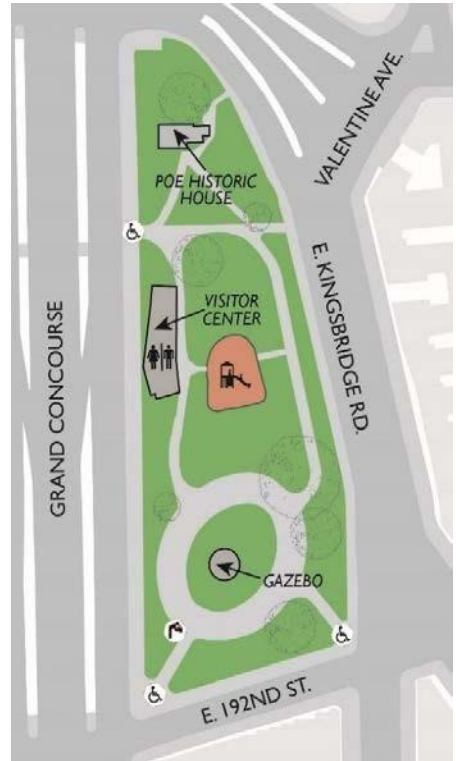 VALENTINE AVE.
POE HISTORIC
HOUSE
E. KINGSBRIDGE RD.
VISITOR
CENTER
GRAND CONCOURSE
GAZEBO
E. 192ND ST.